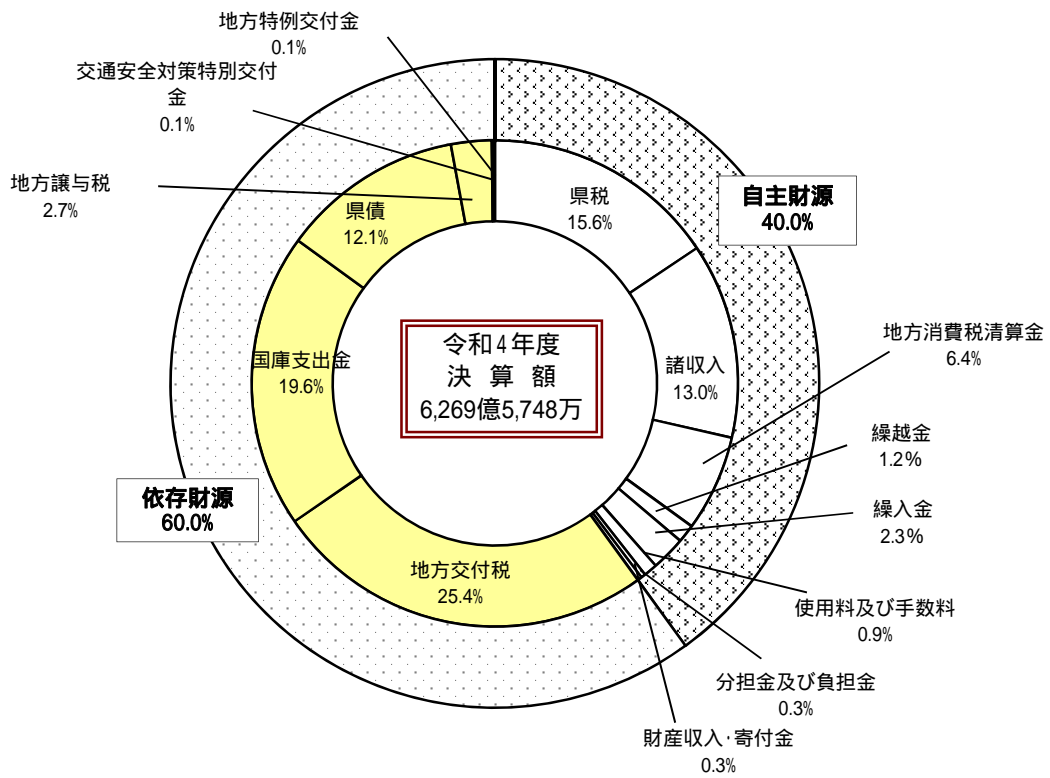 地方特例交付金
0.1%
交通安全対策特別交付
金
0.1%
地方譲与税
2.7%
県債
12.1%
県税
15.6%
自主財源
40.0%
地方消費税清算金
6.4%
諸収入
13.0%
国庫支出金
19.6%
令和4年度
決 算 額
6,269億5,748万
繰越金
1.2%
繰入金
2.3%
依存財源
60.0%
地方交付税
25.4%
使用料及び手数料
0.9%
分担金及び負担金
0.3%
財産収入・寄付金
0.3%